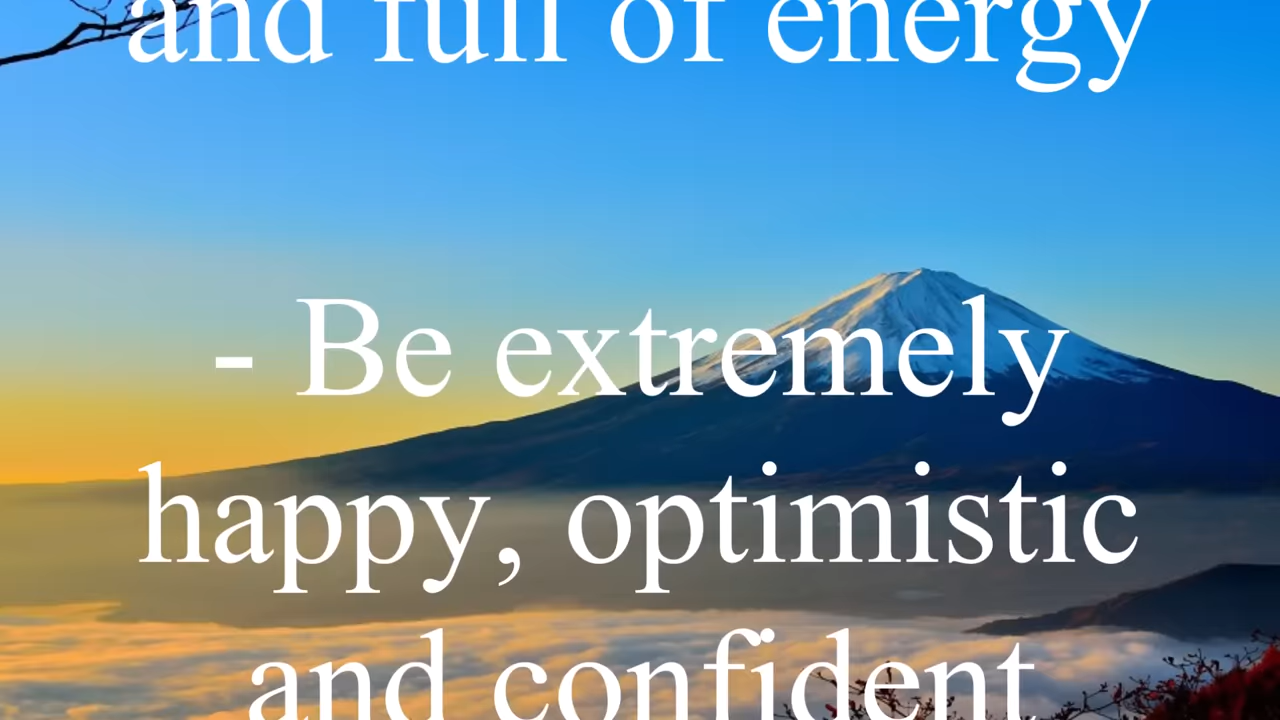 and full of energy
- Be extremely
happy, optimistic
and confident